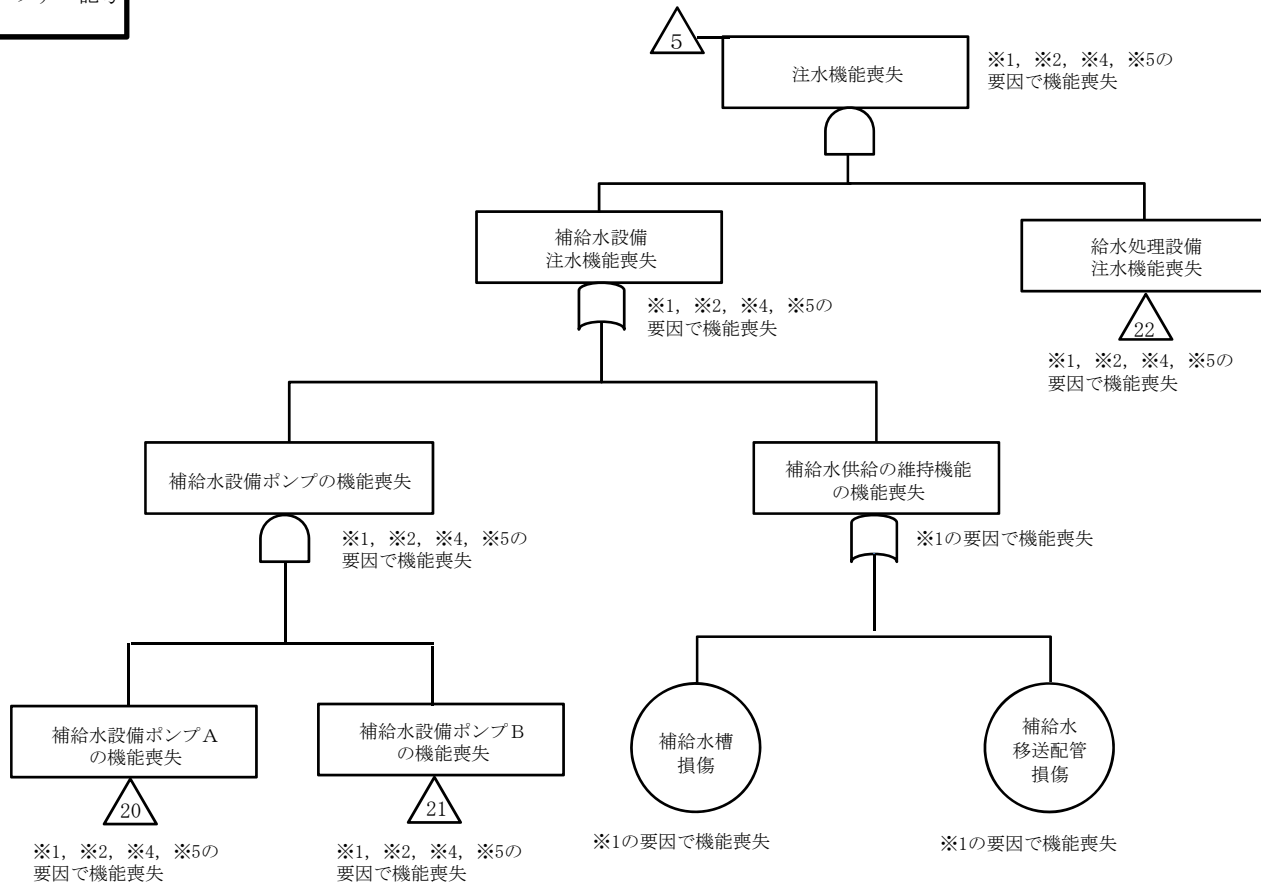 5
注水機能喪失
※1, ※2, ※4, ※5の
要因で機能喪失
補給水設備
注水機能喪失
※1, ※2, ※4, ※5の
要因で機能喪失
給水処理設備
注水機能喪失
22
※1, ※2, ※4, ※5の
要因で機能喪失
補給水設備ポンプの機能喪失
※1, ※2, ※4, ※5の
要因で機能喪失
補給水供給の維持機能
の機能喪失
※1の要因で機能喪失
補給水設備ポンプA
の機能喪失
20
※1, ※2, ※4, ※5の
要因で機能喪失
補給水設備ポンプB
の機能喪失
21
※1, ※2, ※4, ※5の
要因で機能喪失
補給水槽
損傷
※1の要因で機能喪失
補給水
移送配管
損傷
※1の要因で機能喪失